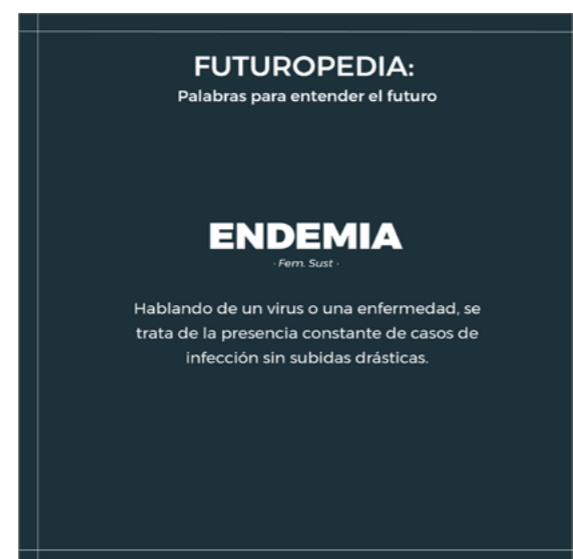 FUTUROPEDIA:
Palabras para entender el futuro
ENDEMIA
· Fem. Sust ·
Hablando de un virus o una enfermedad, se
trata de la presencia constante de casos de
infección sin subidas drásticas.